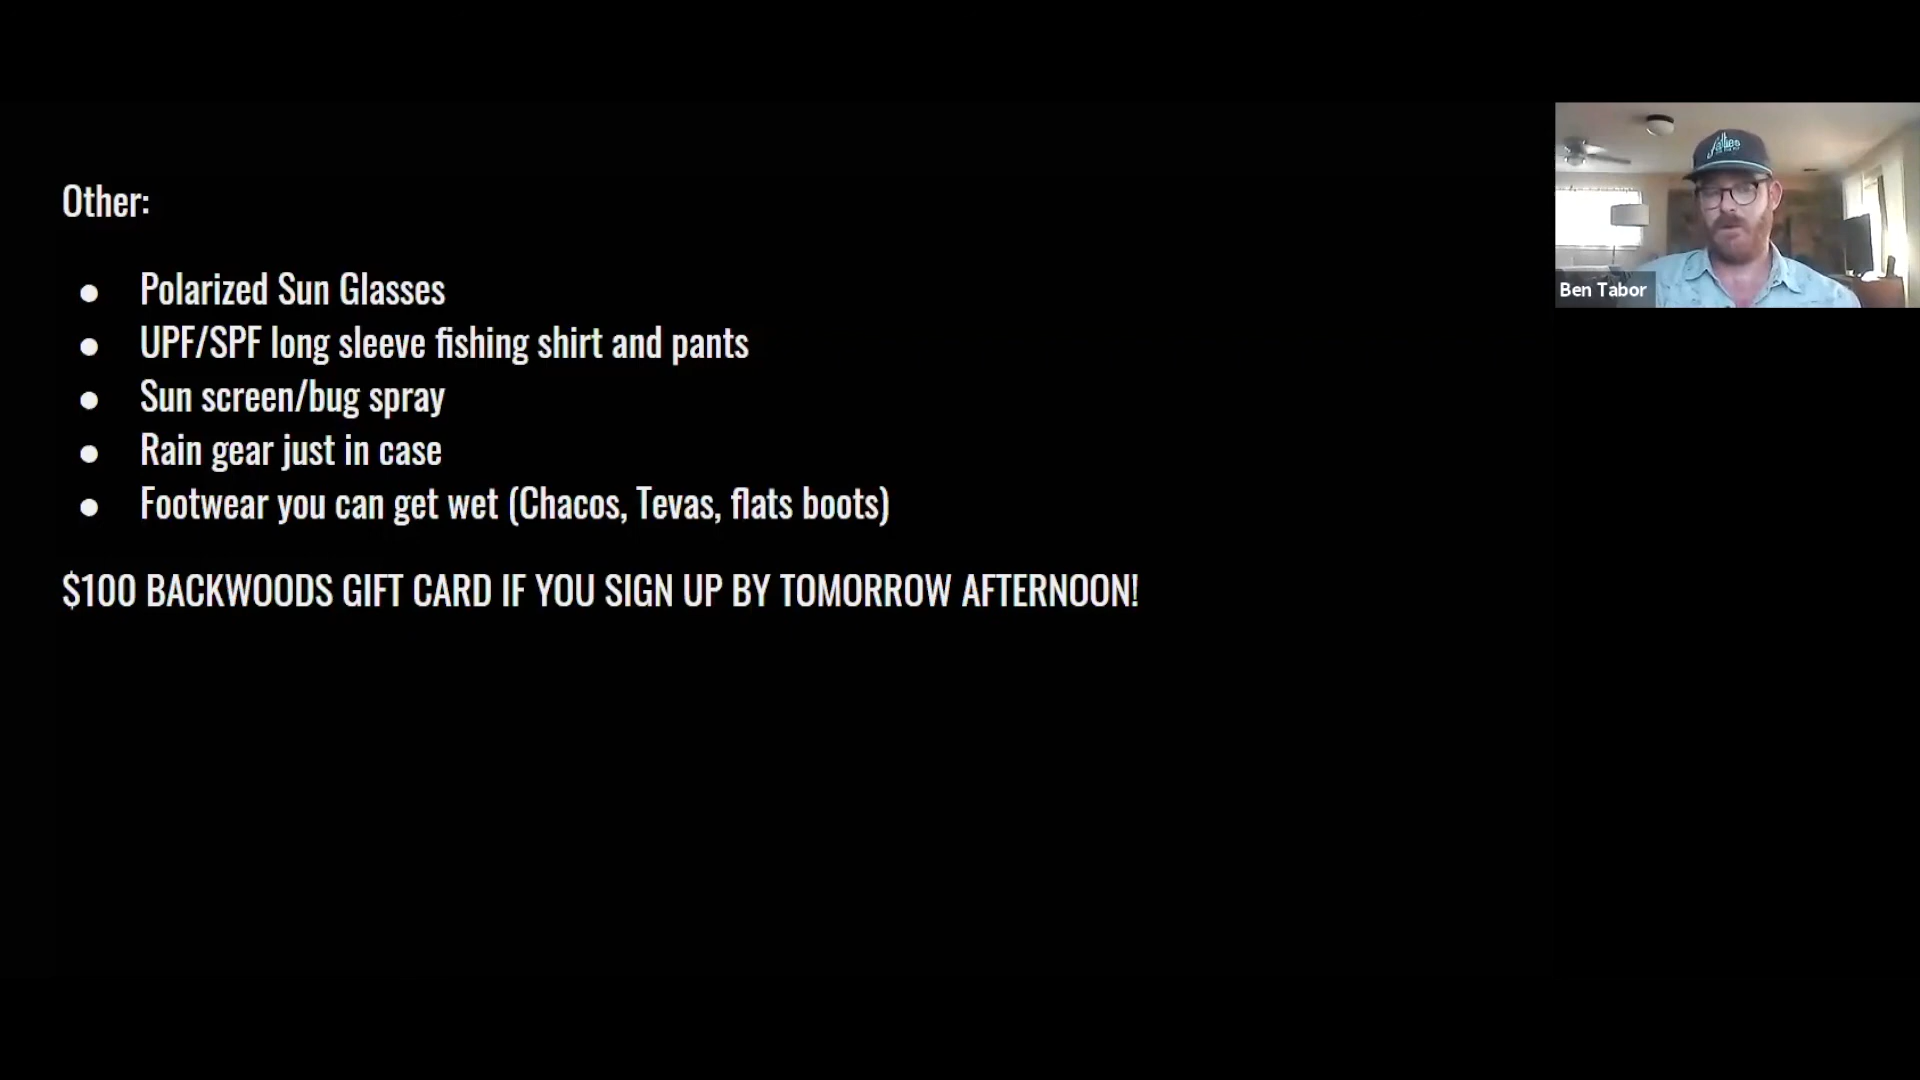 Other:
● Polarized Sun Glasses
● UPF/SPF long sleeve fishing shirt and pants
● Sun screen/bug spray
● Rain gear just in case
● Footwear you can get wet (Chacos, Tevas, flats boots)
$100 BACKWOODS GIFT CARD IF YOU SIGN UP BY TOMORROW AFTERNOON!
Ben Tabor